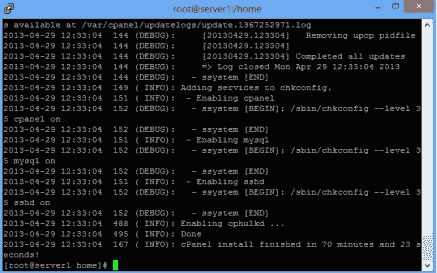 root@server1:/home
s available at /var/cpanel/updatelogs/update.1367252971.log
2013-04-29 12:33:04  144 (DEBUG):     [20130429.123304]   Removing upcp pidfile
2013-04-29 12:33:04  144 (DEBUG):     [20130429.123304]
2013-04-29 12:33:04  144 (DEBUG):     [20130429.123304] Completed all updates
2013-04-29 12:33:04  144 (DEBUG):     => Log closed Mon Apr 29 12:33:04 2013
2013-04-29 12:33:04  144 (DEBUG):   - ssystem [END]
2013-04-29 12:33:04  149 ( INFO): Adding services to chkconfig.
2013-04-29 12:33:04  151 ( INFO):  - Enabling cpanel
2013-04-29 12:33:04  152 (DEBUG):   - ssystem [BEGIN]: /sbin/chkconfig --level 3
5 cpanel on
2013-04-29 12:33:04  152 (DEBUG):   - ssystem [END]
2013-04-29 12:33:04  151 ( INFO):  - Enabling mysql
2013-04-29 12:33:04  152 (DEBUG):   - ssystem [BEGIN]: /sbin/chkconfig --level 3
5 mysql on
2013-04-29 12:33:04  152 (DEBUG):   - ssystem [END]
2013-04-29 12:33:04  151 ( INFO):  - Enabling sshd
2013-04-29 12:33:04  152 (DEBUG):   - ssystem [BEGIN]: /sbin/chkconfig --level 3
5 sshd on
2013-04-29 12:33:04  152 (DEBUG):   - ssystem [END]
2013-04-29 12:33:04  488 ( INFO): Enabling cphulkd ...
2013-04-29 12:33:04  495 ( INFO): Done
2013-04-29 12:33:04  167 ( INFO): cPanel install finished in 70 minutes and 23 s
econds!
[root@server1 home]#